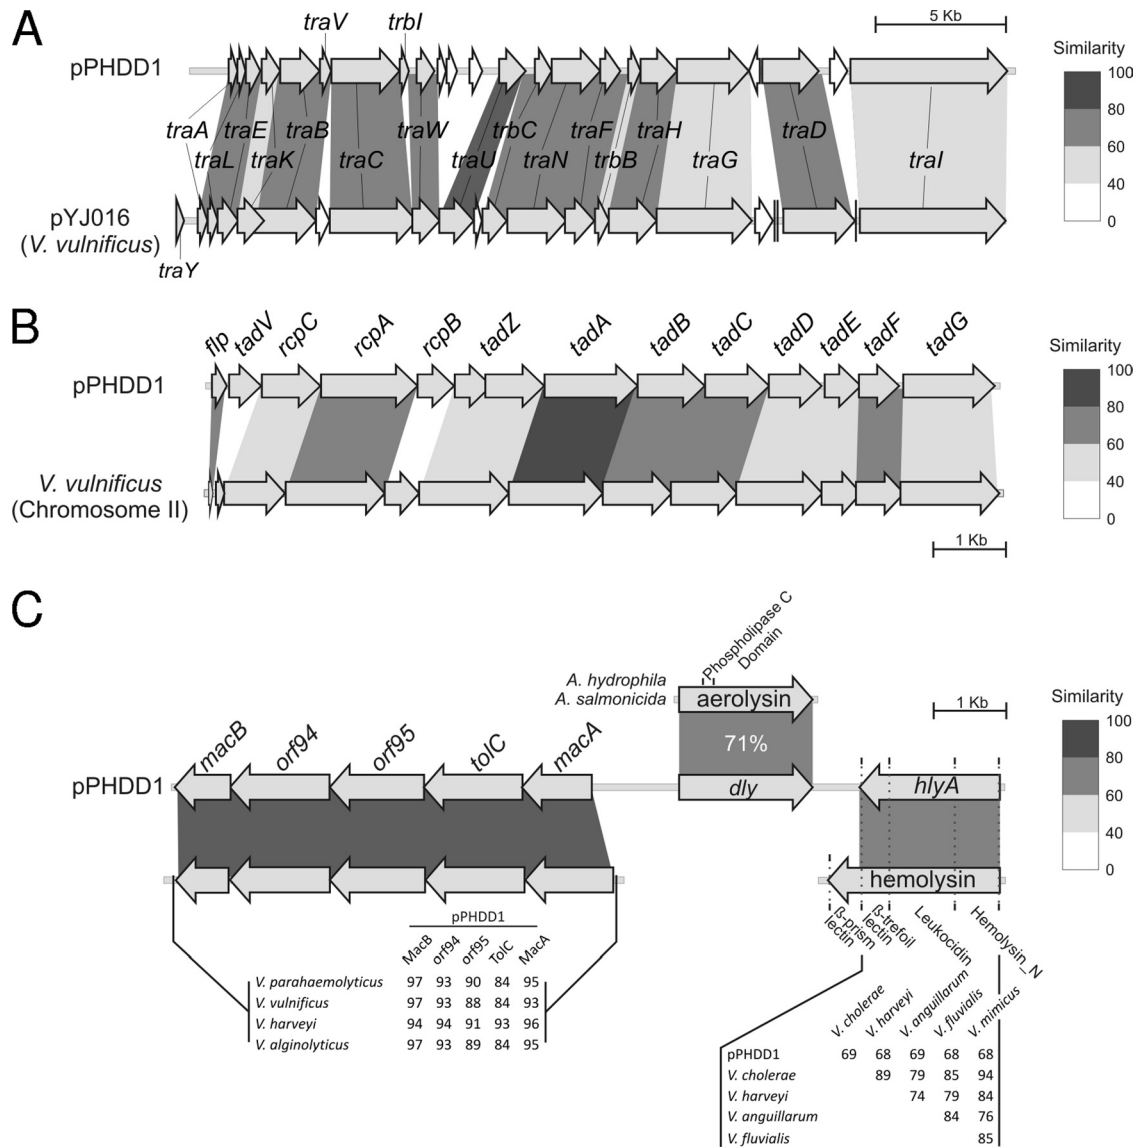 A
traV
trbI
5 Kb
pPHDD1
Similarity
100
80
60
40
0
traA
traE
traB
traW
trbC
traF
traH
traD
traL
traK
traC
traU
traN
trbB
traG
traI
pYJ016
(V. vulnificus)
traY
B
flp
tadV
rcpC
rcpA
rcpB
tadZ
tadA
tadB
tadC
tadD
tadE
tadF
tadG
pPHDD1
Similarity
100
80
60
40
0
V. vulnificus
(Chromosome II)
1 Kb
C
Phospholipase C
Domain
A. hydrophila
A. salmonicida
aerolysin
1 Kb
Similarity
100
80
60
40
0
macB
orf94
orf95
tolC
macA
71%
pPHDD1
dly
hlyA
hemolysin
ß-prism
lectin
ß-trefoil
lectin
Leukocidin
Hemolysin_N
pPHDD1
MacB orf94 orf95 TolC MacA
V. parahaemolyticus 97 93 90 84 95
V. vulnificus 97 93 88 84 93
V. harveyi 94 94 91 93 96
V. alginolyticus 97 93 89 84 95
V. cholerae V. harveyi V. anguillarum V. fluvialis V. mimicus
pPHDD1 69 68 69 68 68
V. cholerae 89 79 85 94
V. harveyi 74 79 84
V. anguillarum 84 76
V. fluvialis 85